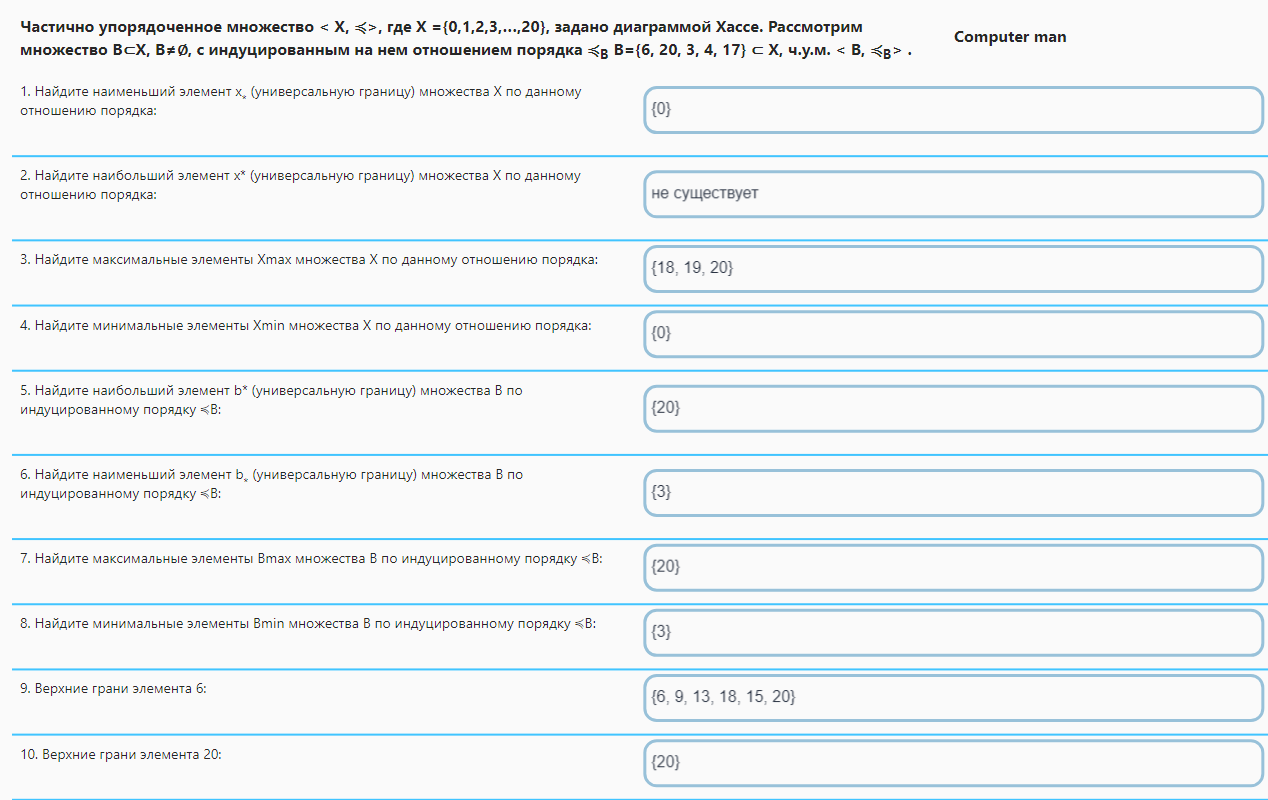 Частично упорядоченное множество < X, ≼>, где X ={0,1,2,3,...,20}, задано диаграммой Хассе. Рассмотрим
множество B⊂X, B≠∅, с индуцированным на нем отношением порядка ≼B B={6, 20, 3, 4, 17} ⊂ X, ч.у.м. < B, ≼B> .
Computer man
1. Найдите наименьший элемент x* (универсальную границу) множества X по данному
отношению порядка:
{0}
2. Найдите наибольший элемент x* (универсальную границу) множества X по данному
отношению порядка:
не существует
3. Найдите максимальные элементы Xmax множества X по данному отношению порядка:
{18, 19, 20}
4. Найдите минимальные элементы Xmin множества X по данному отношению порядка:
{0}
5. Найдите наибольший элемент b* (универсальную границу) множества B по
индуцированному порядку ≼B:
{20}
6. Найдите наименьший элемент b* (универсальную границу) множества B по
индуцированному порядку ≼B:
{3}
7. Найдите максимальные элементы Bmax множества B по индуцированному порядку ≼B:
{20}
8. Найдите минимальные элементы Bmin множества B по индуцированному порядку ≼B:
{3}
9. Верхние грани элемента 6:
{6, 9, 13, 18, 15, 20}
10. Верхние грани элемента 20:
{20}